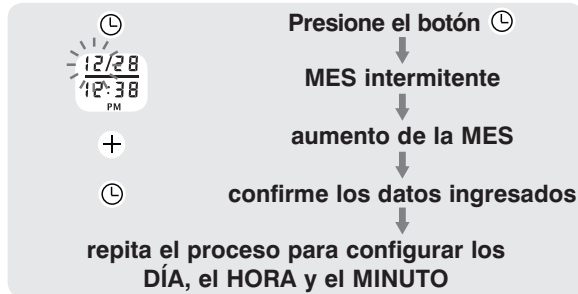 Presione el botón
12/28
12:38
PM
MES intermitente
+
aumento de la MES
confirme los datos ingresados
repita el proceso para configurar los
DÍA, el HORA y el MINUTO